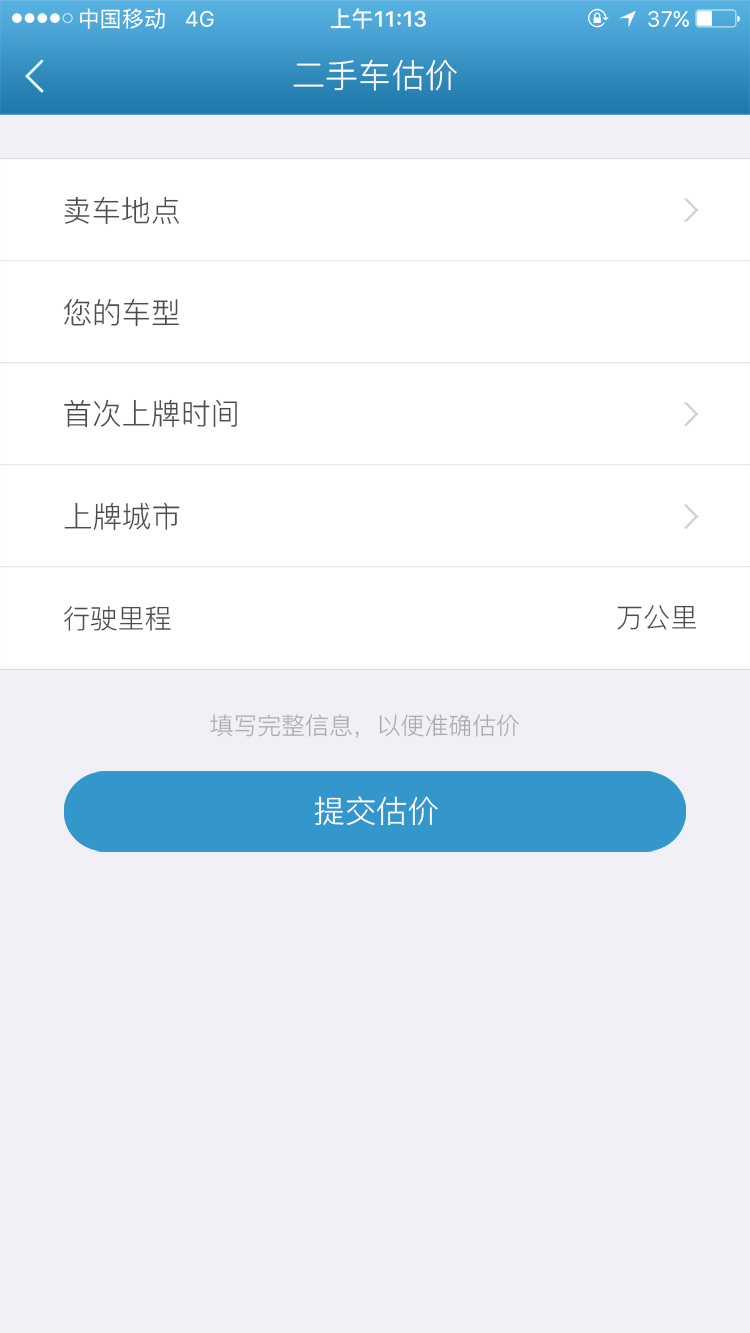 中国移动 4G 上午11:13 37%
二手车估价
卖车地点
您的车型
首次上牌时间
上牌城市
行驶里程 万公里
填写完整信息，以便准确估价
提交估价